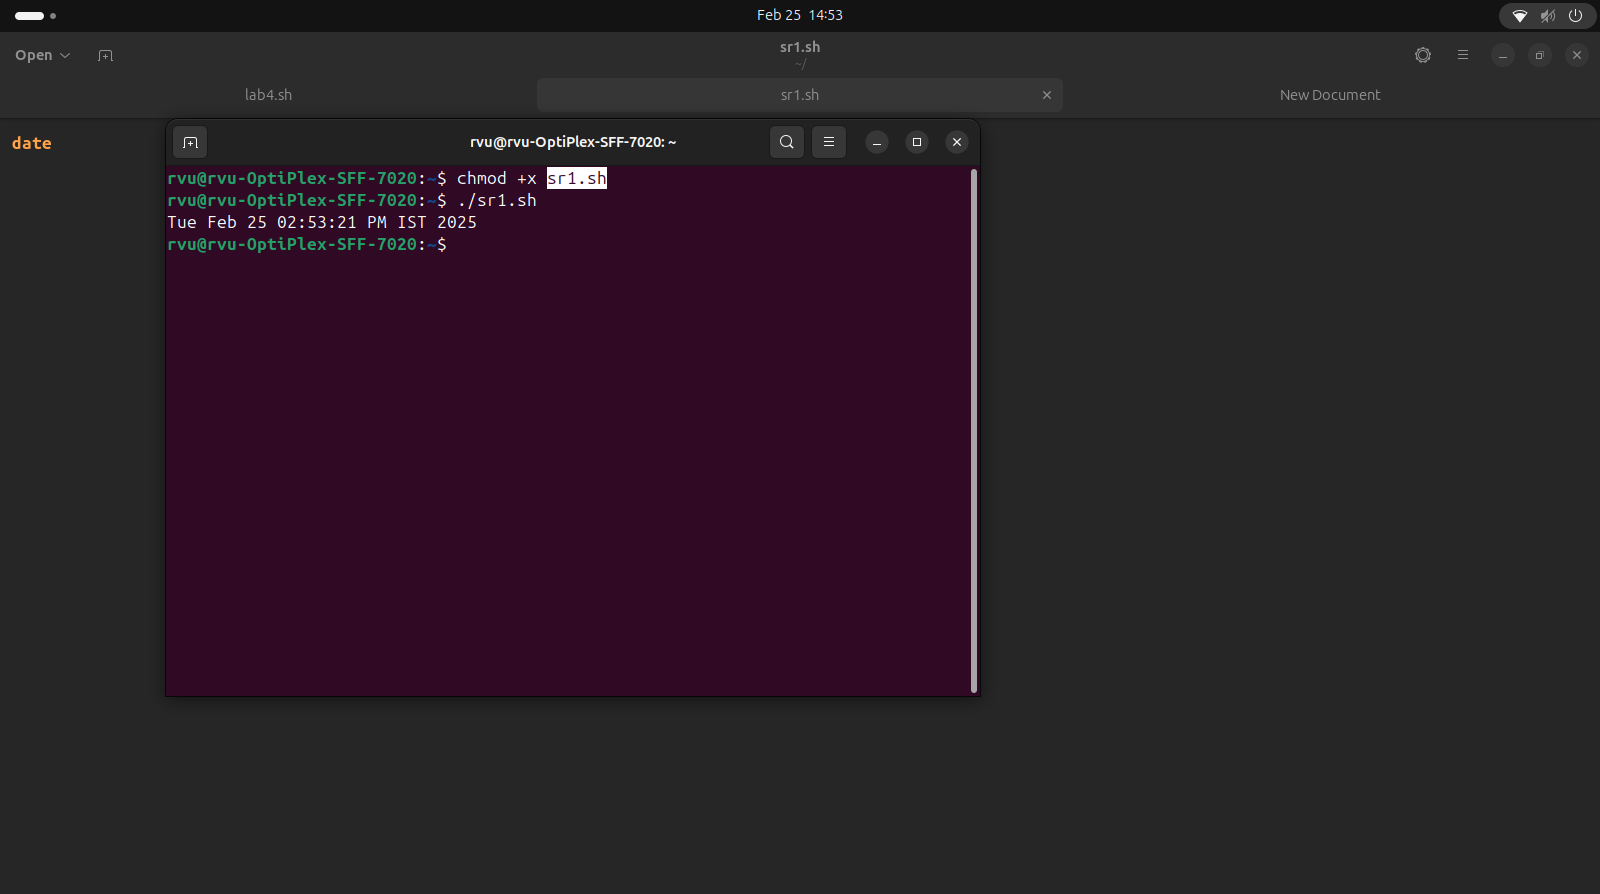 Feb 25 14:53
Open
sr1.sh
~/
lab4.sh
sr1.sh
New Document
date
rvu@rvu-OptiPlex-SFF-7020: ~
rvu@rvu-OptiPlex-SFF-7020:~$ chmod +x sr1.sh
rvu@rvu-OptiPlex-SFF-7020:~$ ./sr1.sh
Tue Feb 25 02:53:21 PM IST 2025
rvu@rvu-OptiPlex-SFF-7020:~$